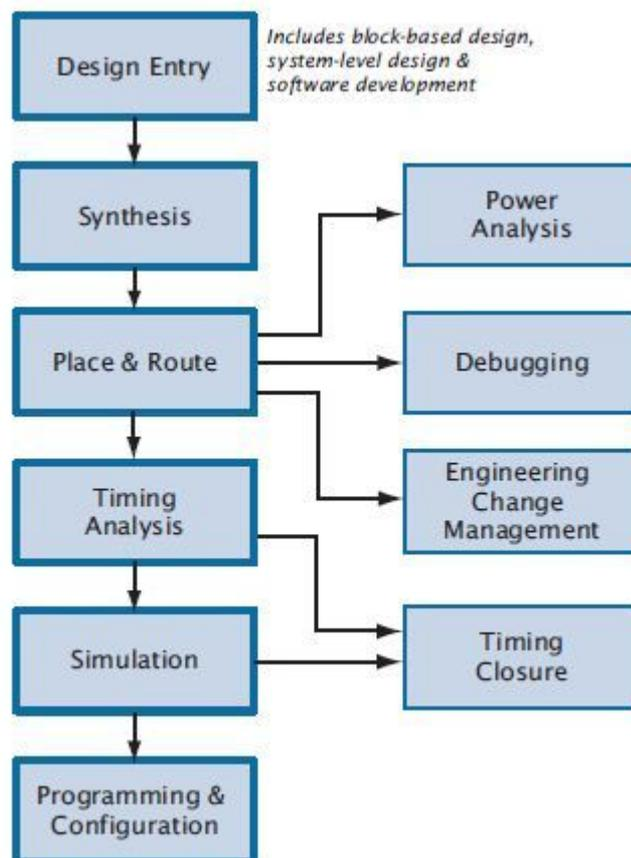 Design Entry
Includes block-based design,
system-level design &
software development
Synthesis
Power
Analysis
Place & Route
Debugging
Timing
Analysis
Engineering
Change
Management
Simulation
Timing
Closure
Programming &
Configuration